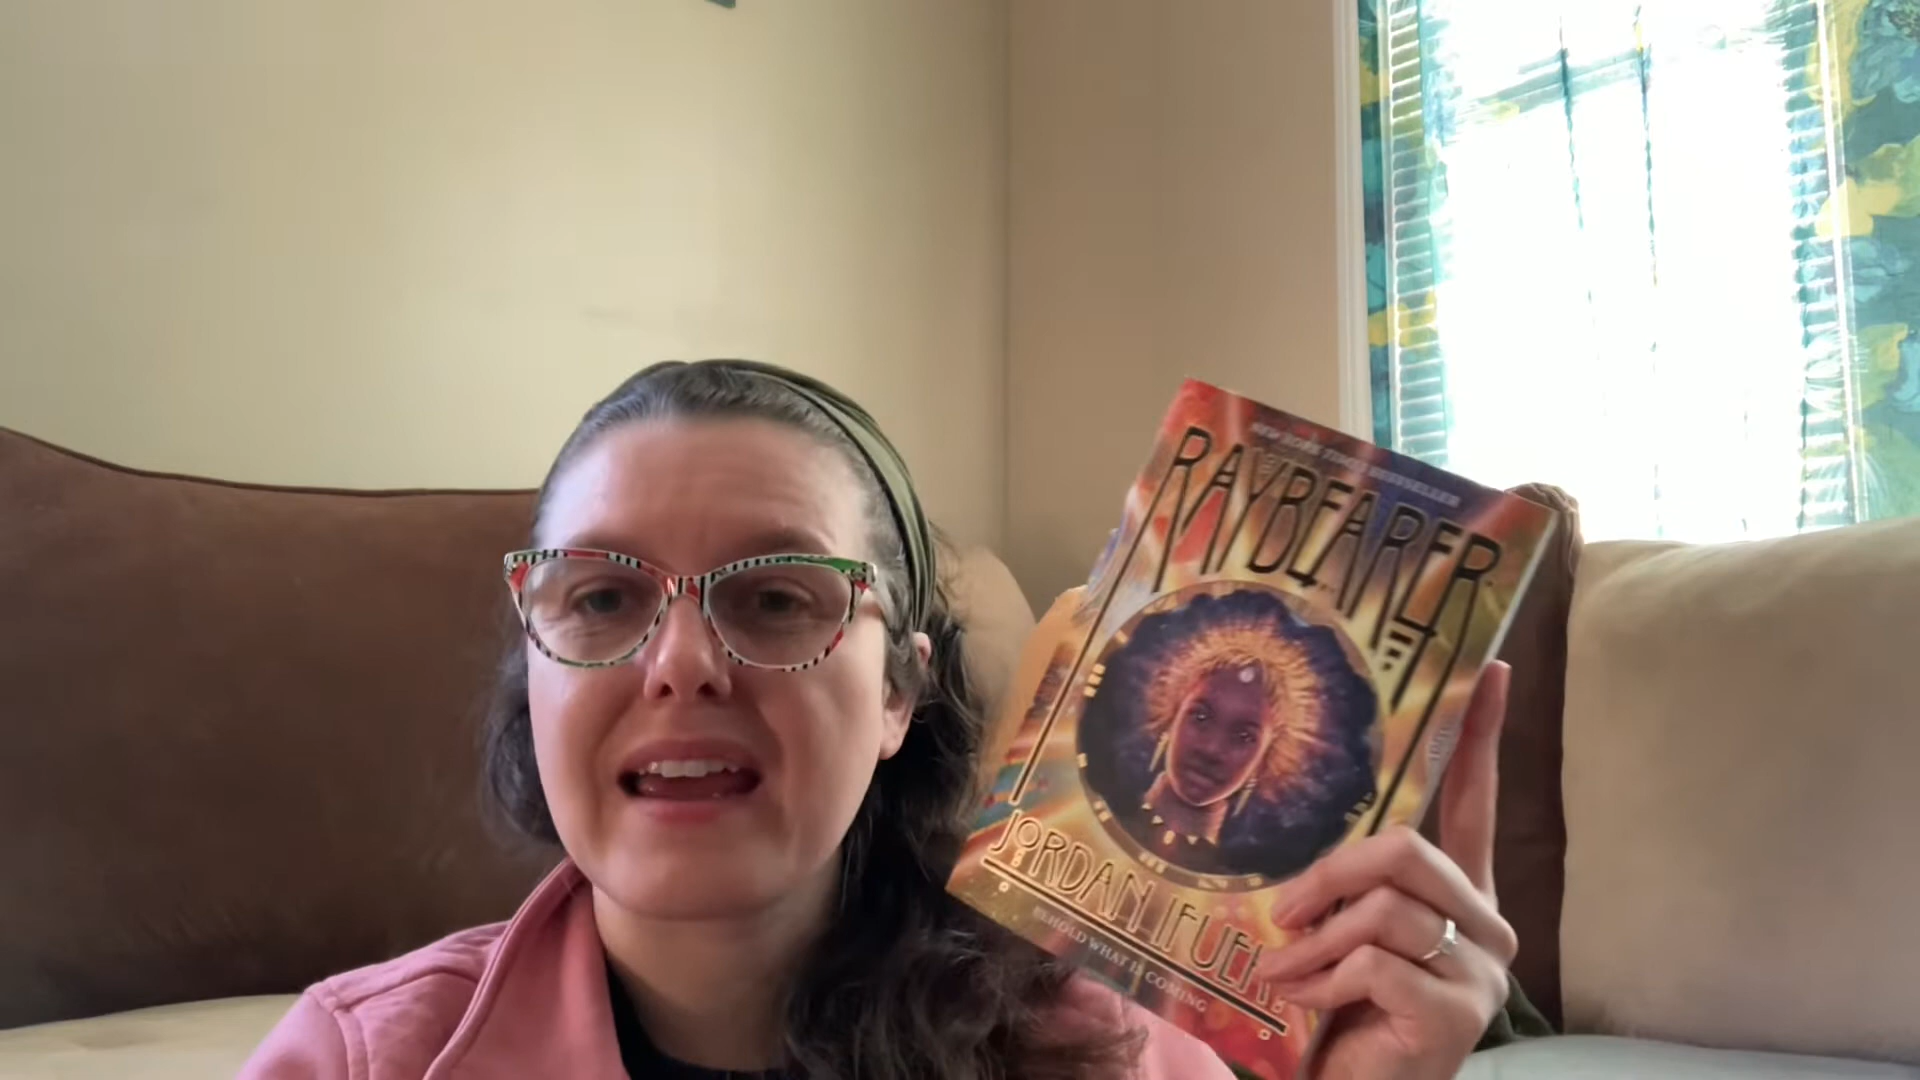 NEW YORK TIMES BESTSELLER
RAYBEARER
JORDAN IFUEKO
BEHOLD WHAT IS COMING